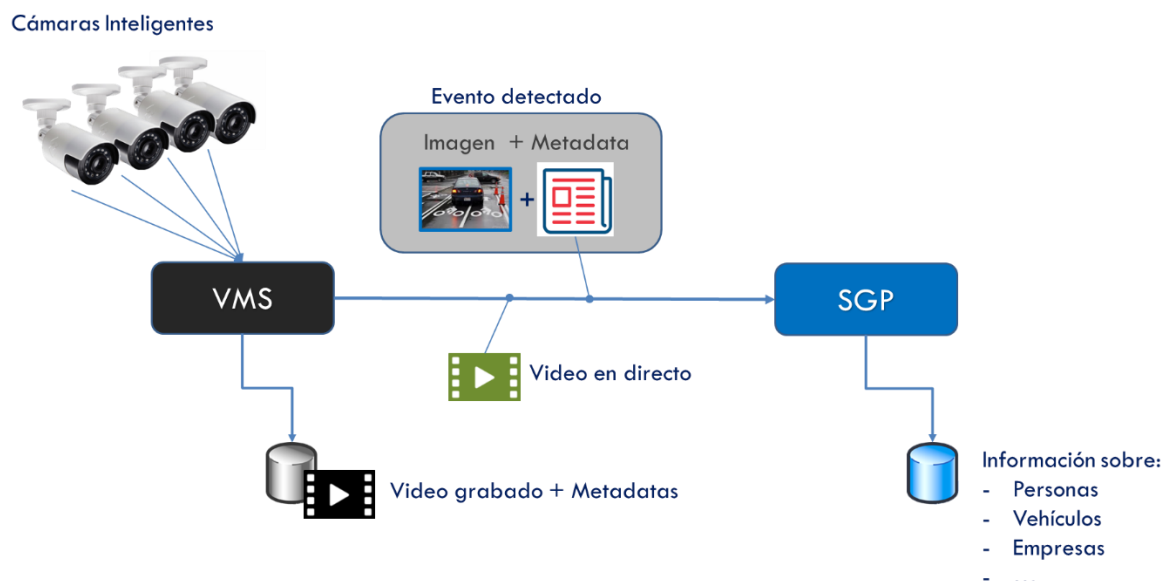 Cámaras Inteligentes
Evento detectado
Imagen + Metadata
+
VMS
SGP
Video en directo
Video grabado + Metadatas
Información sobre:
- Personas
- Vehículos
- Empresas
- ...